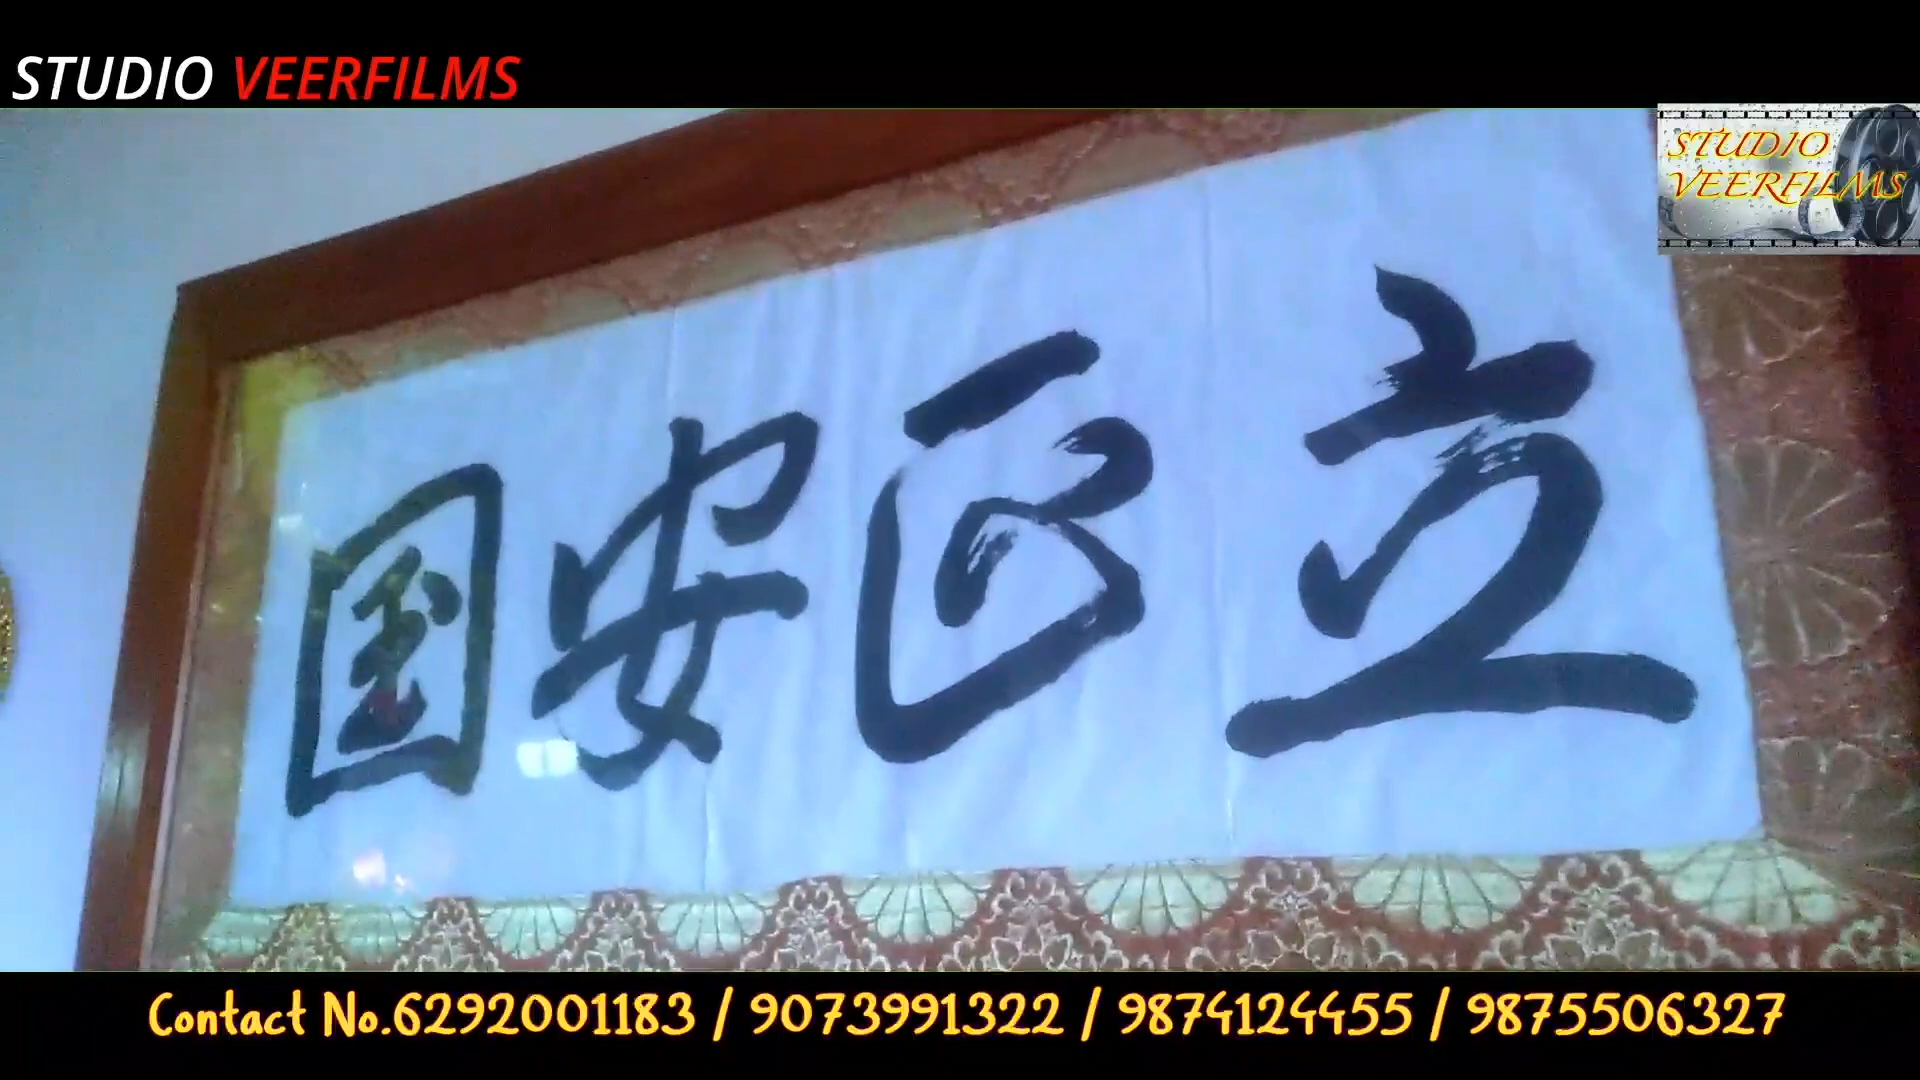 STUDIO VEERFILMS
STUDIO
VEERFILMS
立正安国
Contact No.6292001183 / 9073991322 / 9874124455 / 9875506327